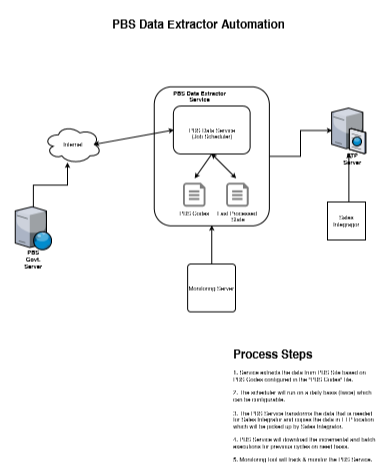 PBS Data Extractor Automation
PBS Data Extractor
Service
PBS Data Service
(Job Scheduler)
Internet
PBS Codes
Last Processed
State
FTP
Server
Sales
Integrator
PBS
Govt.
Server
Monitoring Server
Process Steps
1. Service extracts the data from PBS Site based on
PBS Codes configured in the "PBS Codes" file.
2. The scheduler will run on a daily basis (twice) which
can be configurable.
3. The PBS Service transforms the data that is needed
for Sales Integrator and copies the data in FTP location
which will be picked up by Sales Integrator.
4. PBS Service will download the incremental and batch
executions for previous cycles on need basis.
5. Monitoring tool will track & monitor the PBS Service.